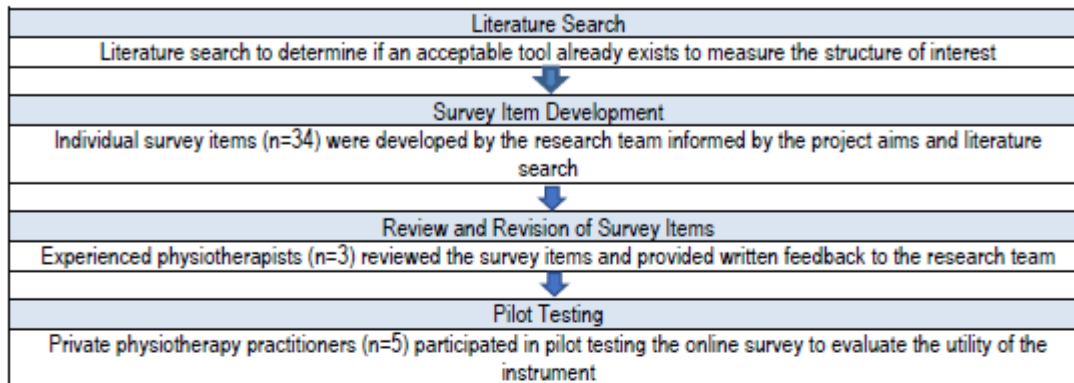 Literature Search
Literature search to determine if an acceptable tool already exists to measure the structure of interest
Survey Item Development
Individual survey items (n=34) were developed by the research team informed by the project aims and literature
search
Review and Revision of Survey Items
Experienced physiotherapists (n=3) reviewed the survey items and provided written feedback to the research team
Pilot Testing
Private physiotherapy practitioners (n=5) participated in pilot testing the online survey to evaluate the utility of the
instrument